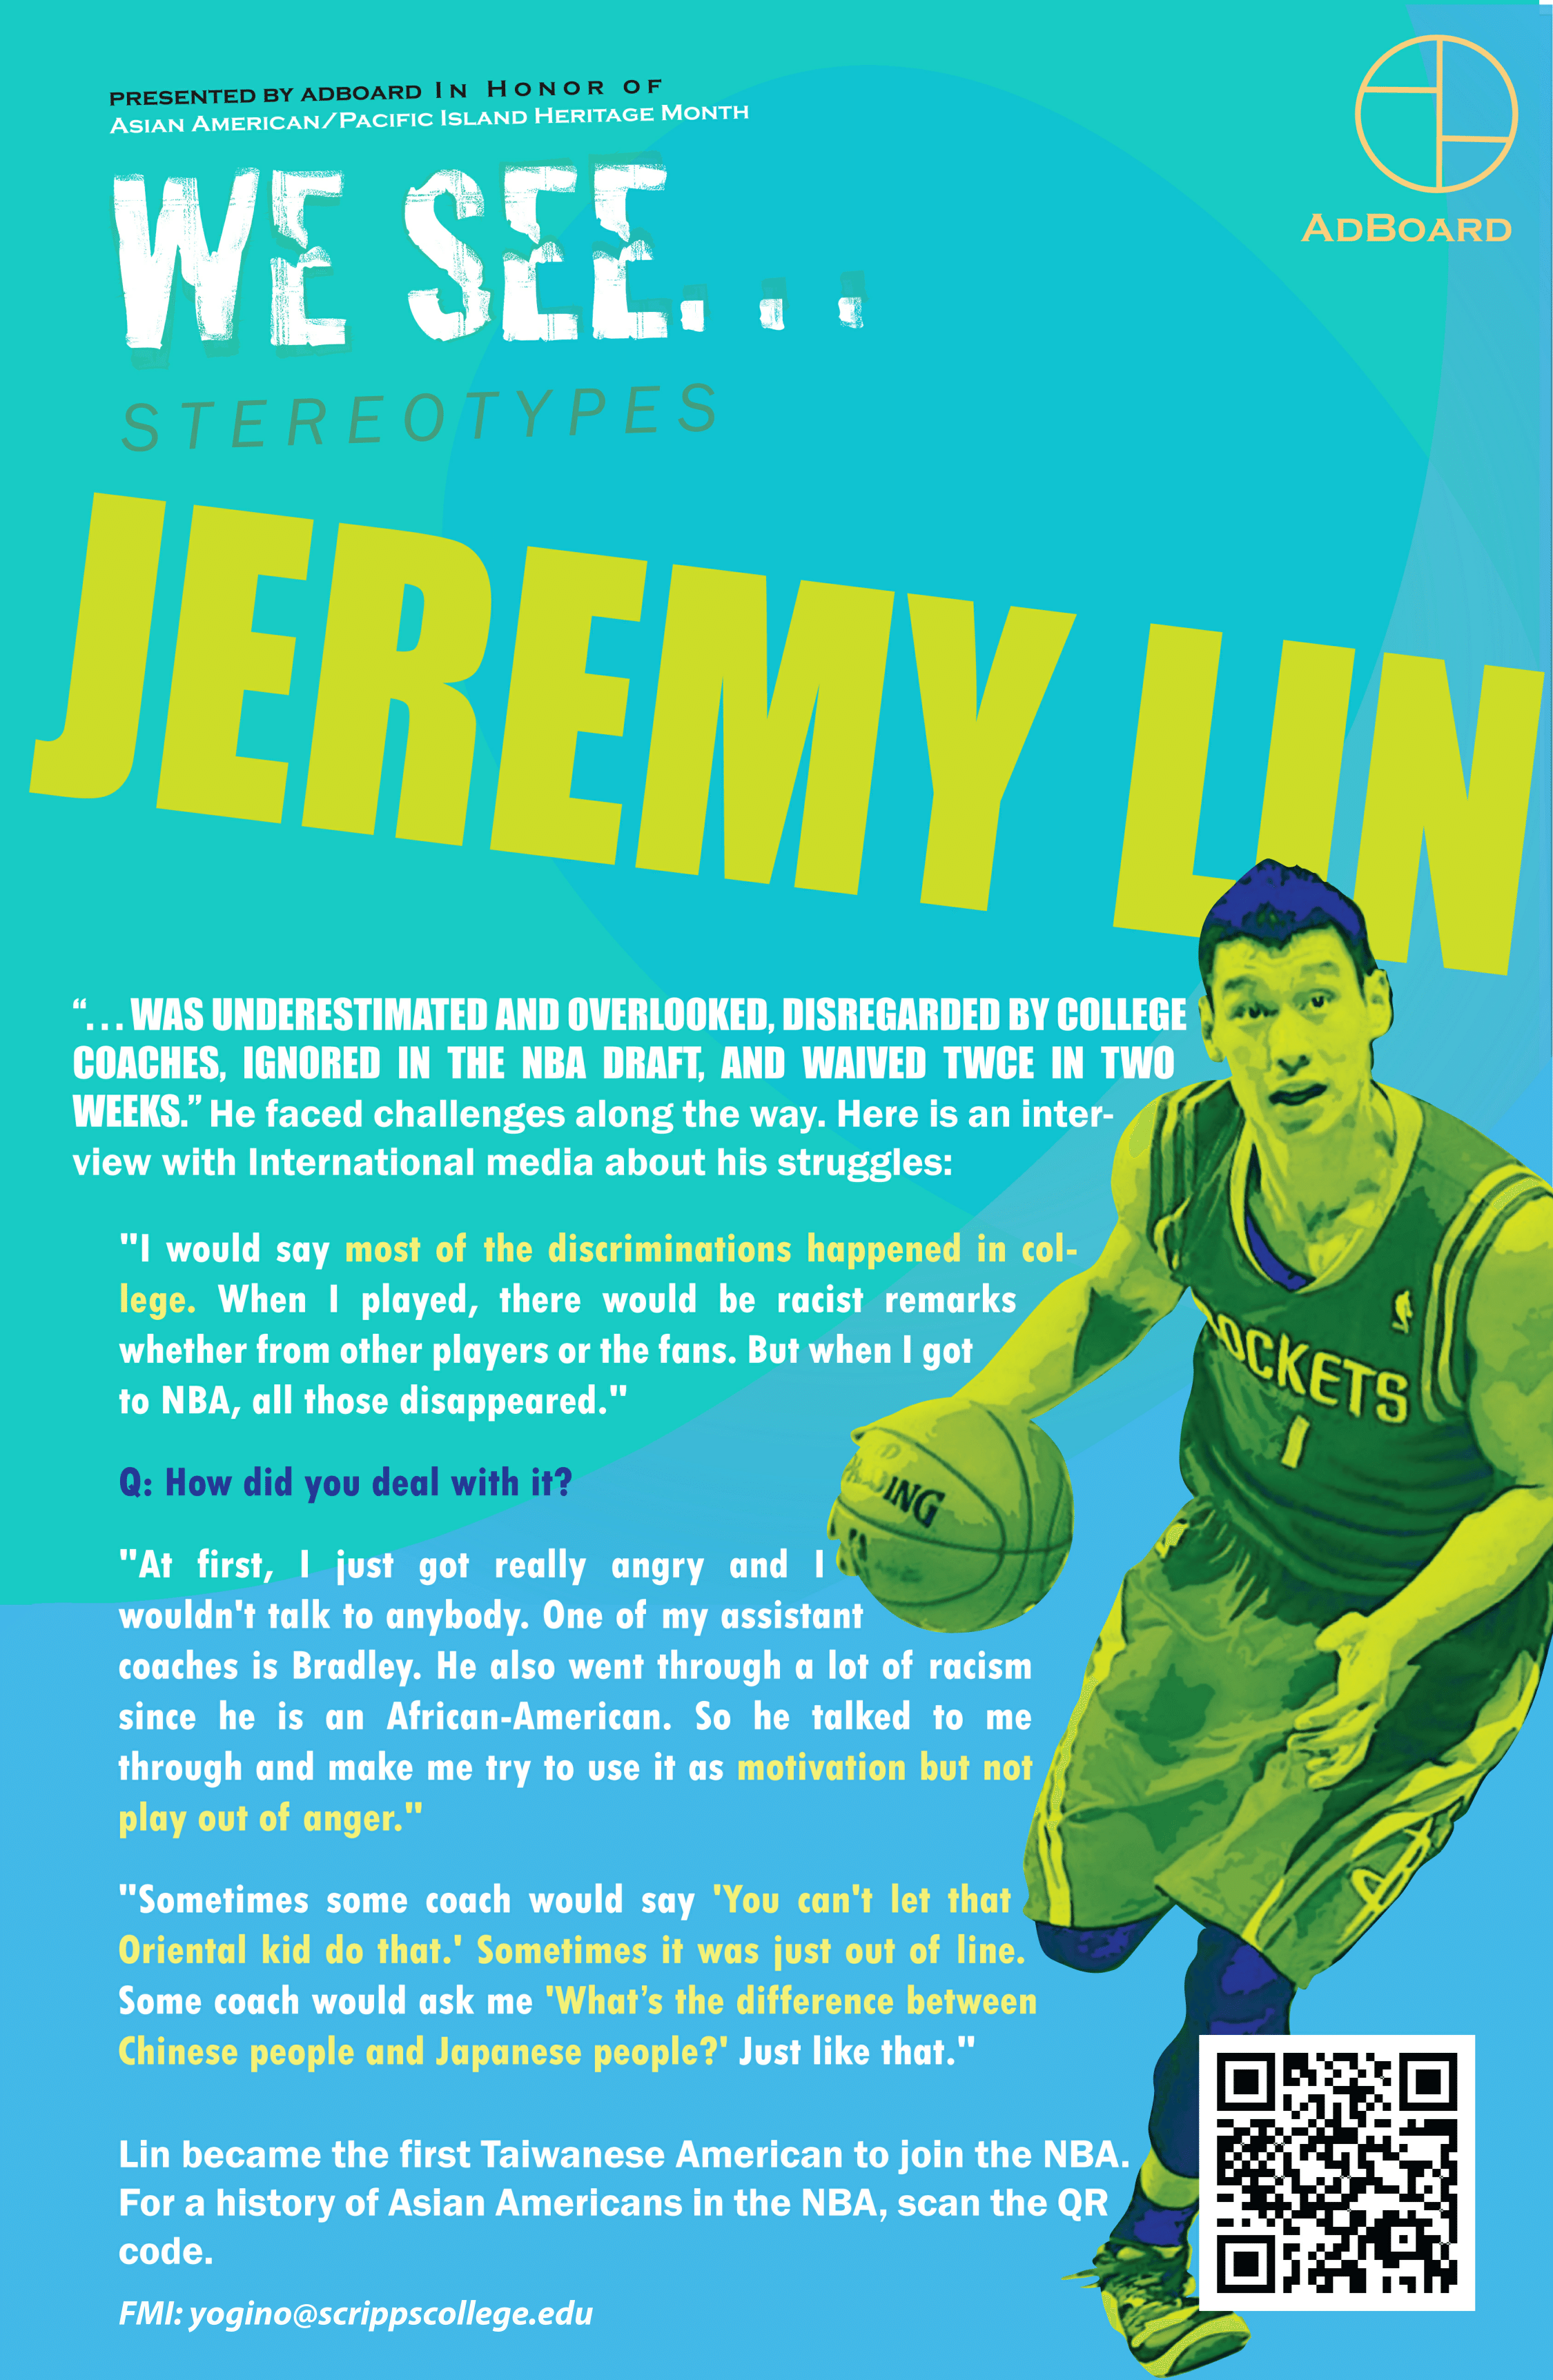 PRESENTED BY ADBOARD IN HONOR OF
ASIAN AMERICAN/PACIFIC ISLAND HERITAGE MONTH
ADBOARD
WE SEE...
STEREOTYPES
JEREMY LIN
“. . . WAS UNDERESTIMATED AND OVERLOOKED, DISREGARDED BY COLLEGE
COACHES, IGNORED IN THE NBA DRAFT, AND WAIVED TWCE IN TWO
WEEKS.” He faced challenges along the way. Here is an inter-
view with International media about his struggles:
"I would say most of the discriminations happened in col-
lege. When I played, there would be racist remarks
whether from other players or the fans. But when I got
to NBA, all those disappeared."
Q: How did you deal with it?
"At first, I just got really angry and I
wouldn't talk to anybody. One of my assistant
coaches is Bradley. He also went through a lot of racism
since he is an African-American. So he talked to me
through and make me try to use it as motivation but not
play out of anger."
"Sometimes some coach would say 'You can't let that
Oriental kid do that.' Sometimes it was just out of line.
Some coach would ask me 'What’s the difference between
Chinese people and Japanese people?' Just like that."
Lin became the first Taiwanese American to join the NBA.
For a history of Asian Americans in the NBA, scan the QR
code.
FMI: yogino@scrippscollege.edu
ROCKETS
1